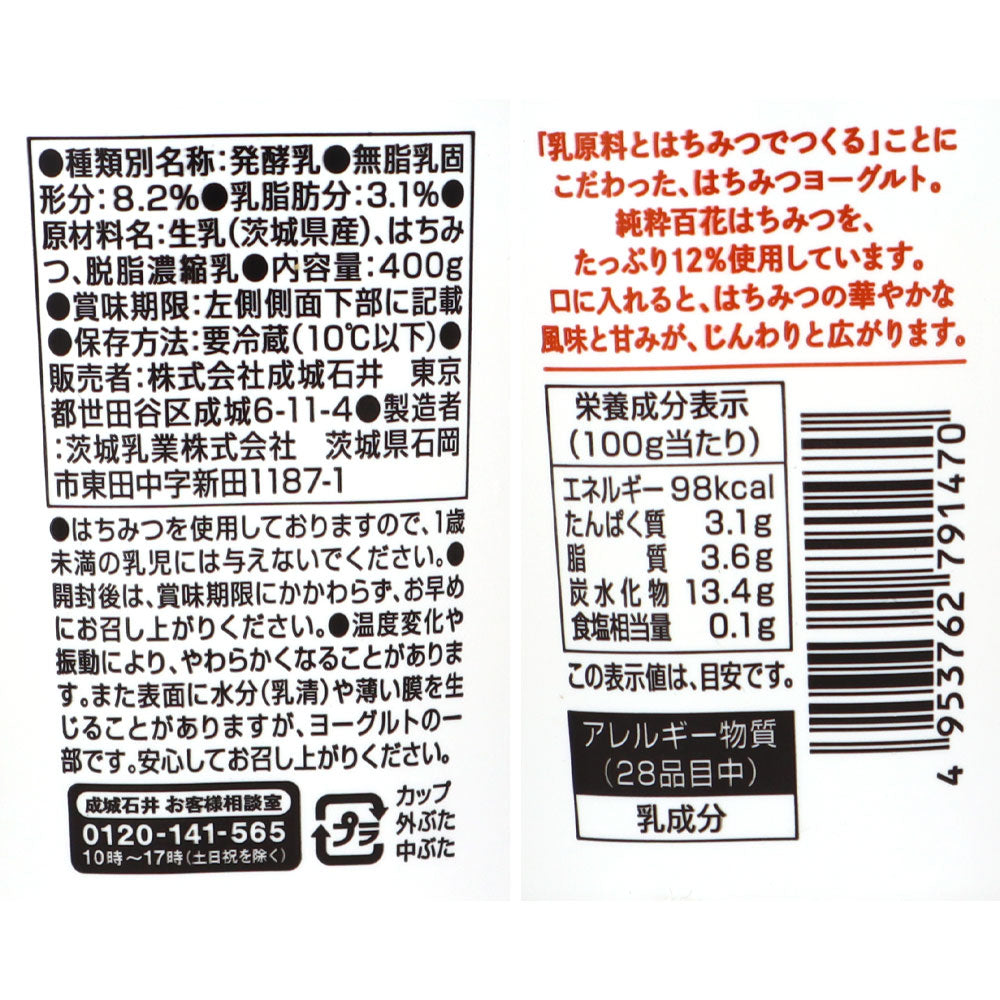 ●種類別名称:発酵乳●無脂乳固
形分:8.2%●乳脂肪分:3.1%●
原材料名:生乳(茨城県産)、はちみ
つ、脱脂濃縮乳●内容量:400g
●賞味期限:左側側面下部に記載
●保存方法:要冷蔵(10℃以下)●
販売者:株式会社成城石井 東京
都世田谷区成城6-11-4●製造者
:茨城乳業株式会社 茨城県石岡
市東田中字新田1187-1
●はちみつを使用しておりますので、1歳
未満の乳児には与えないでください。●
開封後は、賞味期限にかかわらず、お早め
にお召し上がりください。●温度変化や
振動により、やわらかくなることがありま
す。また表面に水分(乳清)や薄い膜を生
じることがありますが、ヨーグルトの一
部です。安心してお召し上がりください。
成城石井 お客様相談室
0120-141-565
10時～17時(土日祝を除く)
プラ
カップ
外ぶた
中ぶた
「乳原料とはちみつでつくる」ことに
こだわった、はちみつヨーグルト。
純粋百花はちみつを、
たっぷり12%使用しています。
口に入れると、はちみつの華やかな
風味と甘みが、じんわりと広がります。
栄養成分表示
(100g当たり)
エネルギー 98kcal
たんぱく質 3.1g
脂質 3.6g
炭水化物 13.4g
食塩相当量 0.1g
この表示値は、目安です。
アレルギー物質
(28品目中)
乳成分
4 953762 791470